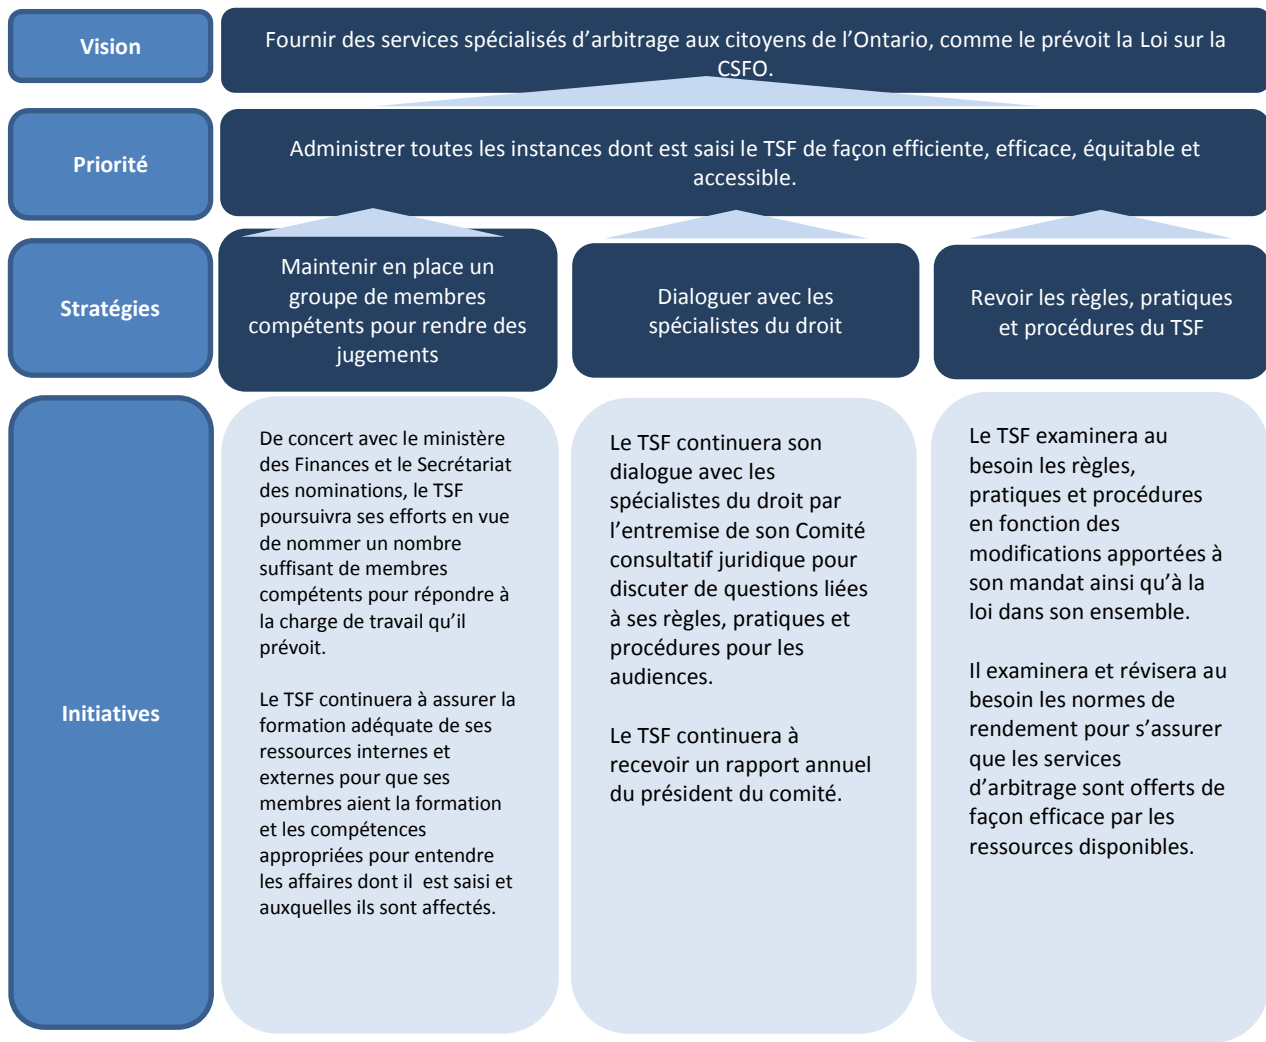 Vision
Fournir des services spécialisés d’arbitrage aux citoyens de l’Ontario, comme le prévoit la Loi sur la
CSFO.
Priorité
Administrer toutes les instances dont est saisi le TSF de façon efficiente, efficace, équitable et
accessible.
Stratégies
Maintenir en place un
groupe de membres
compétents pour rendre des
jugements
Dialoguer avec les
spécialistes du droit
Revoir les règles, pratiques
et procédures du TSF
Initiatives
De concert avec le ministère
des Finances et le Secrétariat
des nominations, le TSF
poursuivra ses efforts en vue
de nommer un nombre
suffisant de membres
compétents pour répondre à
la charge de travail qu’il
prévoit.
Le TSF continuera à assurer la
formation adéquate de ses
ressources internes et
externes pour que ses
membres aient la formation
et les compétences
appropriées pour entendre
les affaires dont il est saisi et
auxquelles ils sont affectés.
Le TSF continuera son
dialogue avec les
spécialistes du droit par
l’entremise de son Comité
consultatif juridique pour
discuter de questions liées
à ses règles, pratiques et
procédures pour les
audiences.
Le TSF continuera à
recevoir un rapport annuel
du président du comité.
Le TSF examinera au
besoin les règles,
pratiques et procédures
en fonction des
modifications apportées à
son mandat ainsi qu’à la
loi dans son ensemble.
Il examinera et révisera au
besoin les normes de
rendement pour s’assurer
que les services
d’arbitrage sont offerts de
façon efficace par les
ressources disponibles.